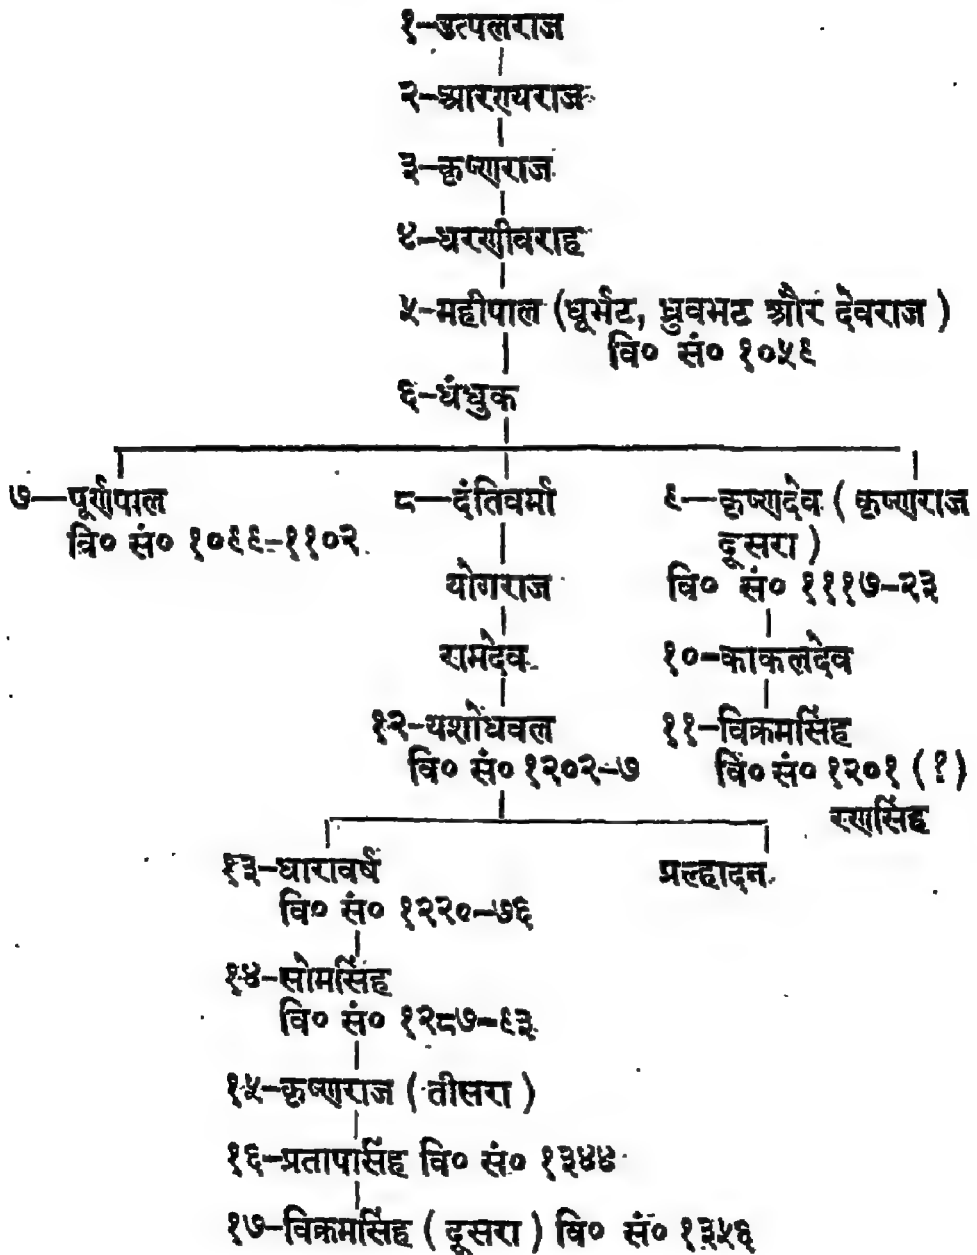 १-उत्पलराज
२-आरण्यराज
३-कृष्णराज
४-धरणीवराह
५-महीपाल (धूर्भट, ध्रुवभट और देवराज)
वि० सं० १०५९
६-धंधुक
७—पूर्णपाल
वि० सं० १०९९-११०२
८—दंतिवर्मा
योगराज
रामदेव
१२-यशोधवल
वि० सं० १२०२-७
९—कृष्णदेव (कृष्णराज
दूसरा)
वि० सं० १११७-२३
१०-काकलदेव
११-विक्रमसिंह
वि० सं० १२०१ (?)
रणसिंह
१३-धारावर्ष
वि० सं० १२२०-७६
प्रल्हादन
१४-सोमसिंह
वि० सं० १२८७-९३
१५-कृष्णराज (तीसरा)
१६-प्रतापसिंह वि० सं० १३४४
१७-विक्रमसिंह (दूसरा) वि० सं० १३५६